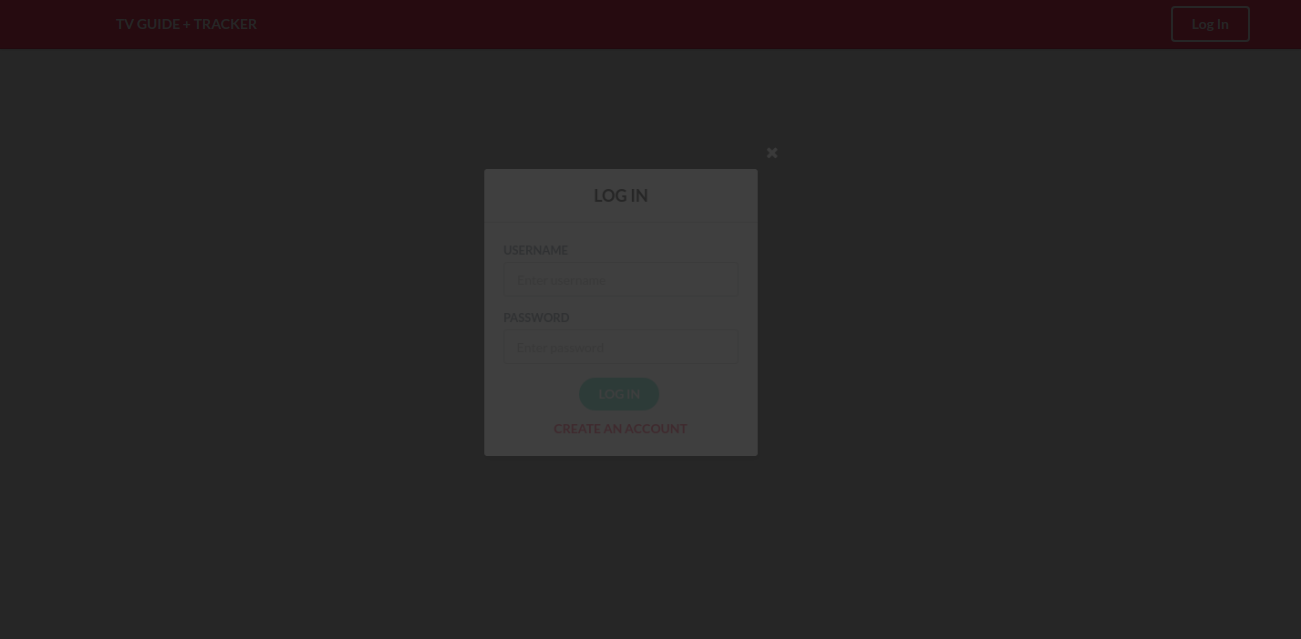 TV GUIDE + TRACKER
Log In
LOG IN
USERNAME
Enter username
PASSWORD
Enter password
LOG IN
CREATE AN ACCOUNT